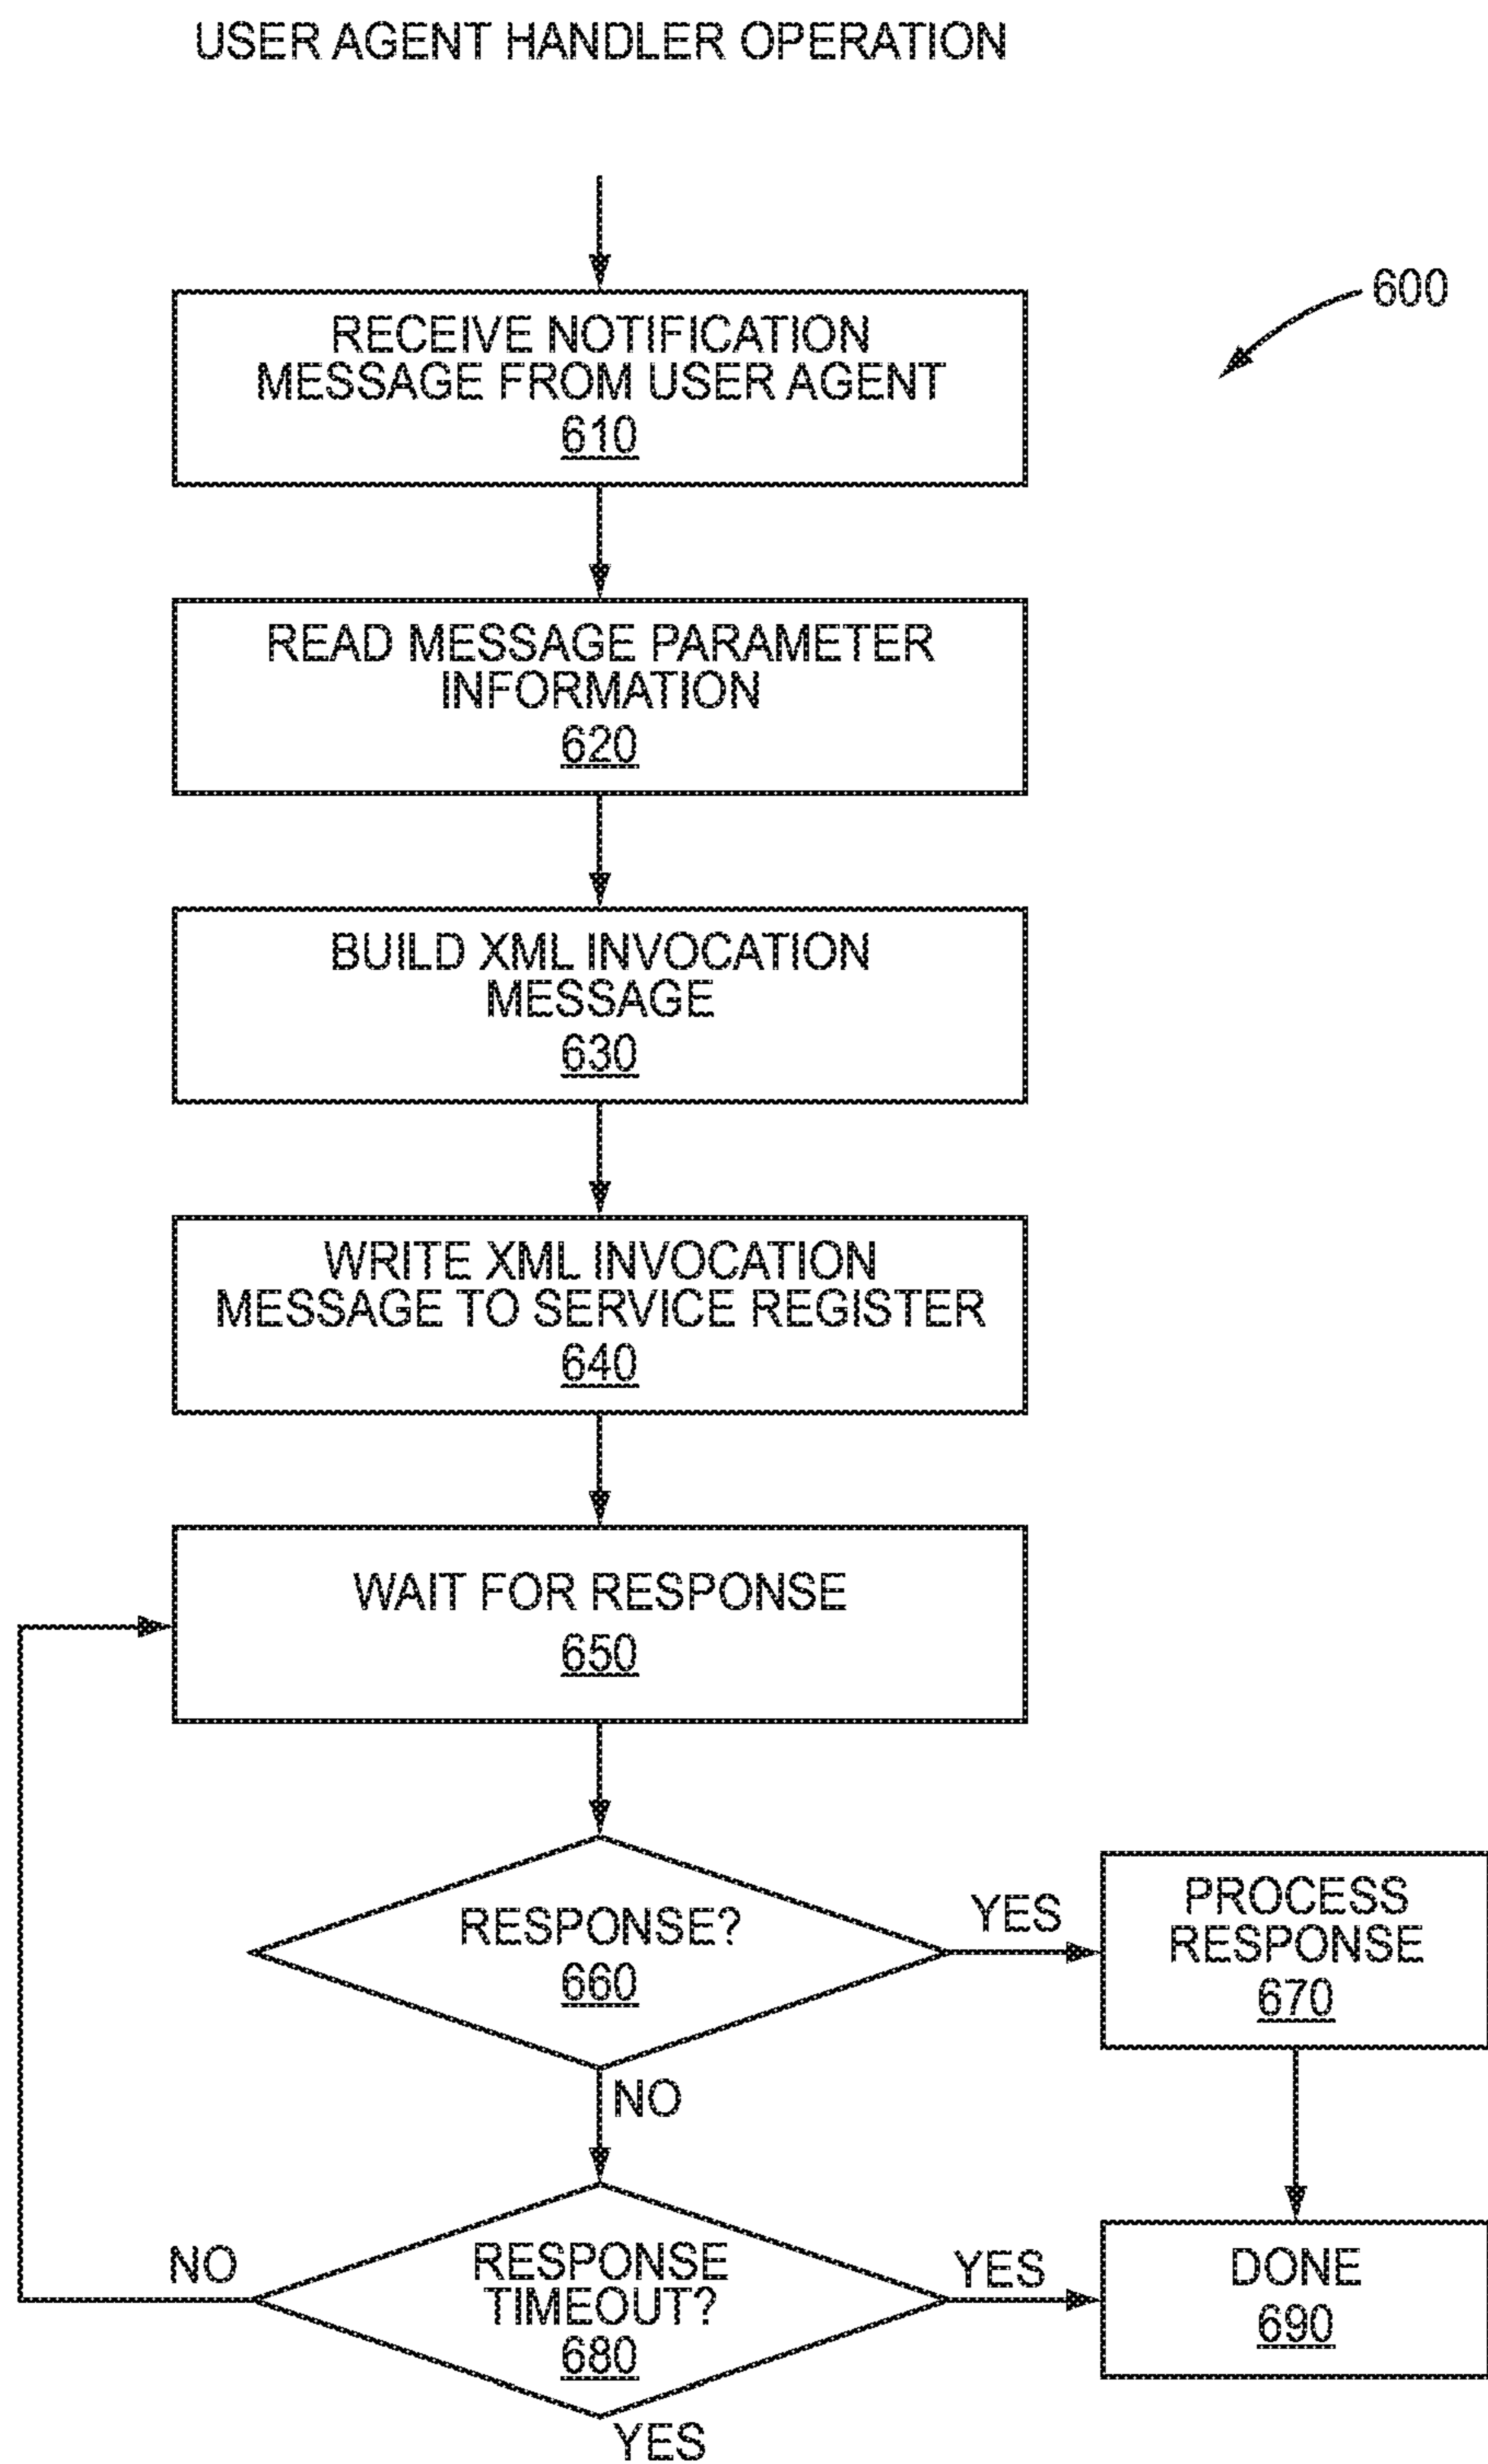 USER AGENT HANDLER OPERATION
600
RECEIVE NOTIFICATION
MESSAGE FROM USER AGENT
610
READ MESSAGE PARAMETER
INFORMATION
620
BUILD XML INVOCATION
MESSAGE
630
WRITE XML INVOCATION
MESSAGE TO SERVICE REGISTER
640
WAIT FOR RESPONSE
650
RESPONSE?
660
YES
PROCESS
RESPONSE
670
NO
NO
RESPONSE
TIMEOUT?
680
YES
DONE
690
YES